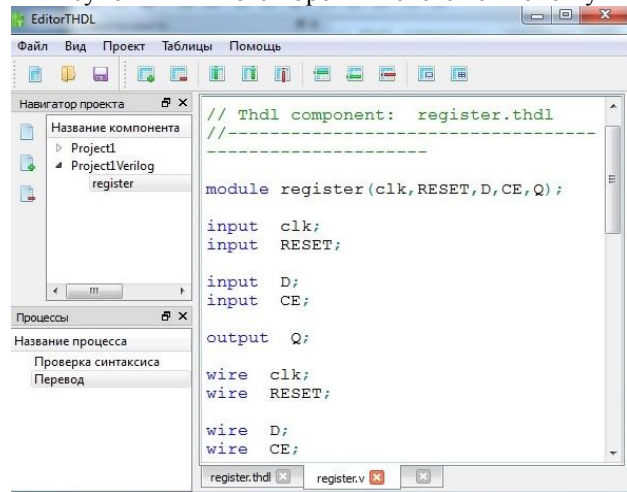 EditorTHDL
Файл Вид Проект Таблицы Помощь
Навигатор проекта
Название компонента
Project1
Project1Verilog
register
Процессы
Название процесса
Проверка синтаксиса
Перевод
// Thdl component: register.thdl
//-----------------------------------
---------------------
module register(clk,RESET,D,CE,Q);
input clk;
input RESET;
input D;
input CE;
output Q;
wire clk;
wire RESET;
wire D;
wire CE;
register.thdl register.v